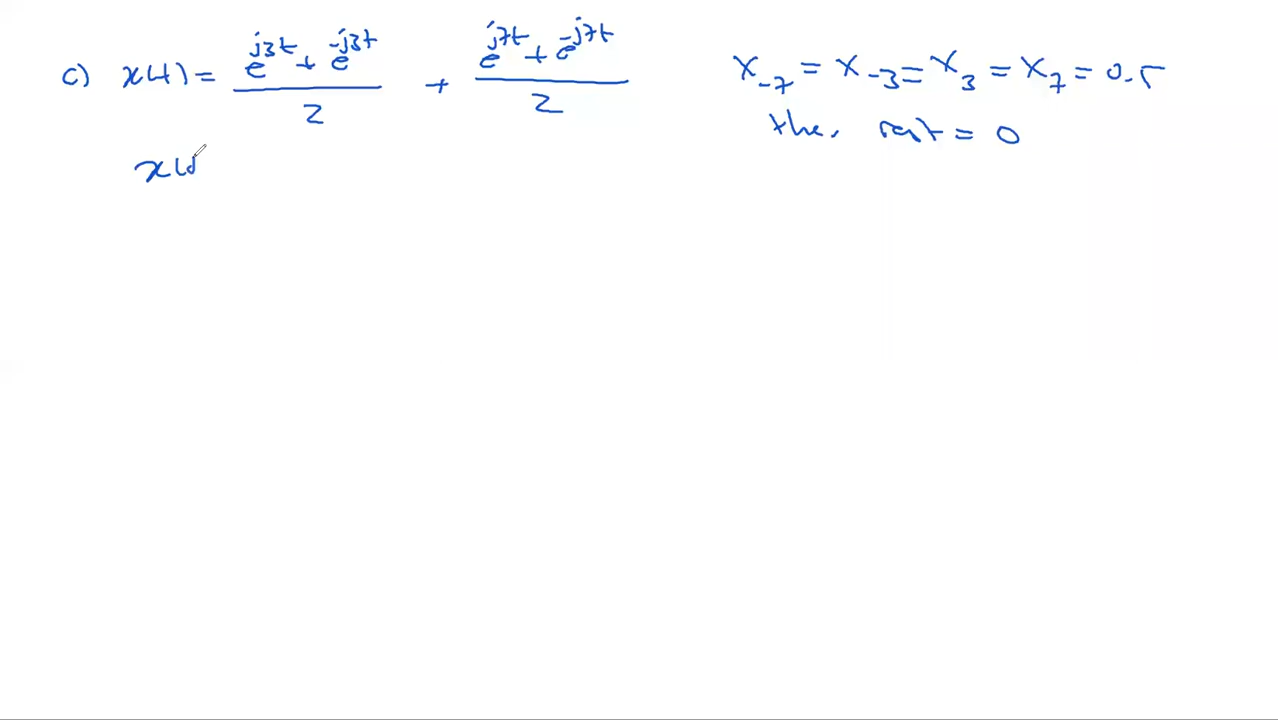 c) x(t) = (e^{j3t} + e^{-j3t})/2 + (e^{j7t} + e^{-j7t})/2
X_{-7} = X_{-3} = X_3 = X_7 = 0.5
the rest = 0
x(t